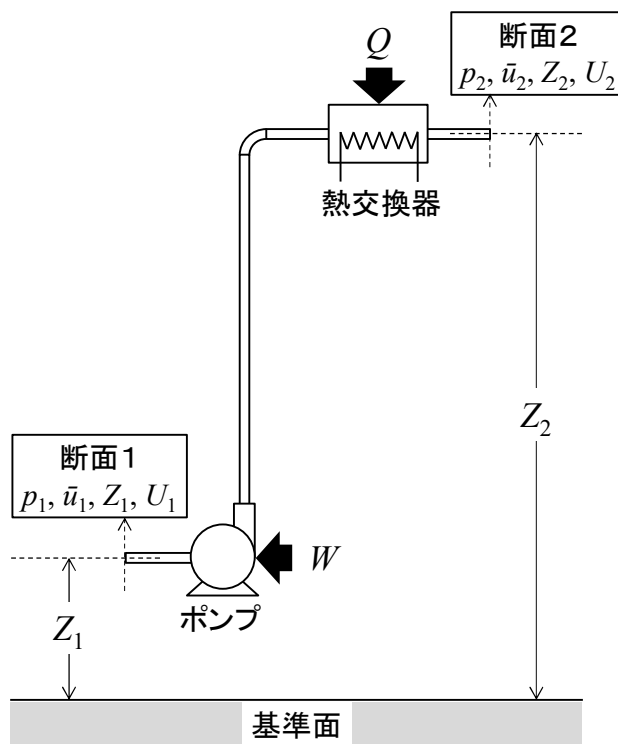 Q
断面2
p₂, ū₂, Z₂, U₂
熱交換器
Z₂
断面1
p₁, ū₁, Z₁, U₁
W
ポンプ
Z₁
基準面